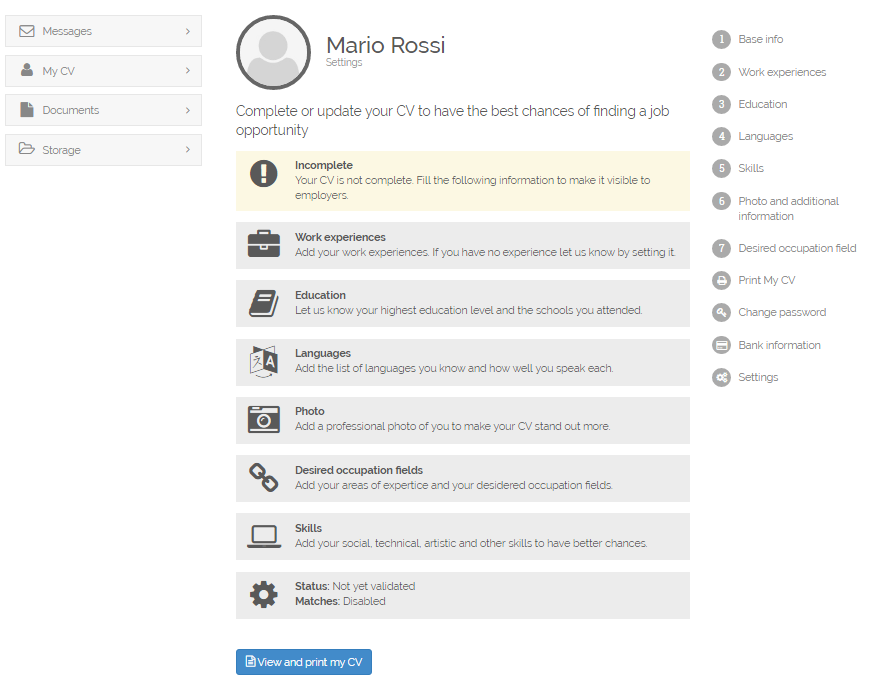 Messages
My CV
Documents
Storage
Mario Rossi
Settings
Complete or update your CV to have the best chances of finding a job
opportunity
Incomplete
Your CV is not complete. Fill the following information to make it visible to
employers.
Work experiences
Add your work experiences. If you have no experience let us know by setting it.
Education
Let us know your highest education level and the schools you attended.
Languages
Add the list of languages you know and how well you speak each.
Photo
Add a professional photo of you to make your CV stand out more.
Desired occupation fields
Add your areas of expertice and your desidered occupation fields.
Skills
Add your social, technical, artistic and other skills to have better chances.
Status: Not yet validated
Matches: Disabled
View and print my CV
1 Base info
2 Work experiences
3 Education
4 Languages
5 Skills
6 Photo and additional
information
7 Desired occupation field
Print My CV
Change password
Bank information
Settings